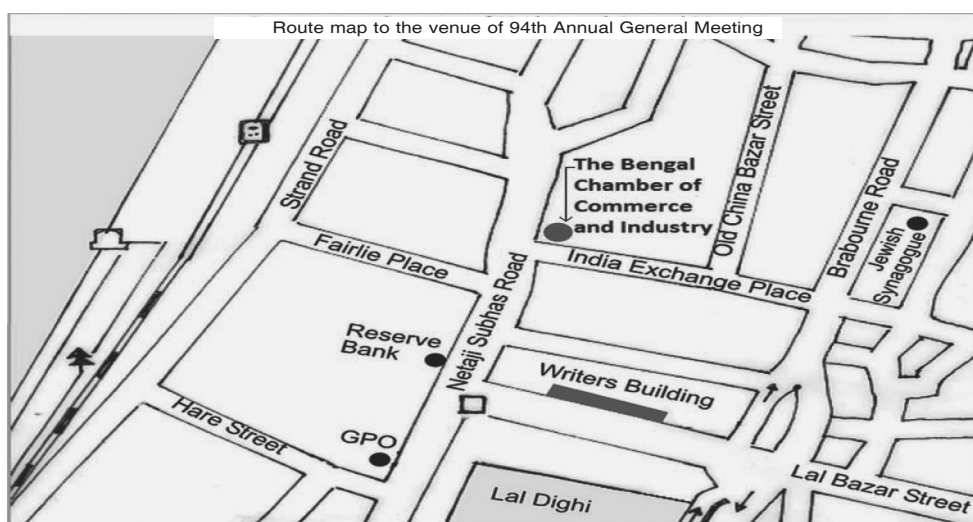 Route map to the venue of 94th Annual General Meeting
Strand Road
Old China Bazar Street
The Bengal
Chamber of
Commerce
and Industry
Brabourne Road
Jewish
Synagogue
Fairlie Place
India Exchange Place
Netaji Subhas Road
Reserve
Bank
Writers Building
Hare Street
GPO
Lal Dighi
Lal Bazar Street